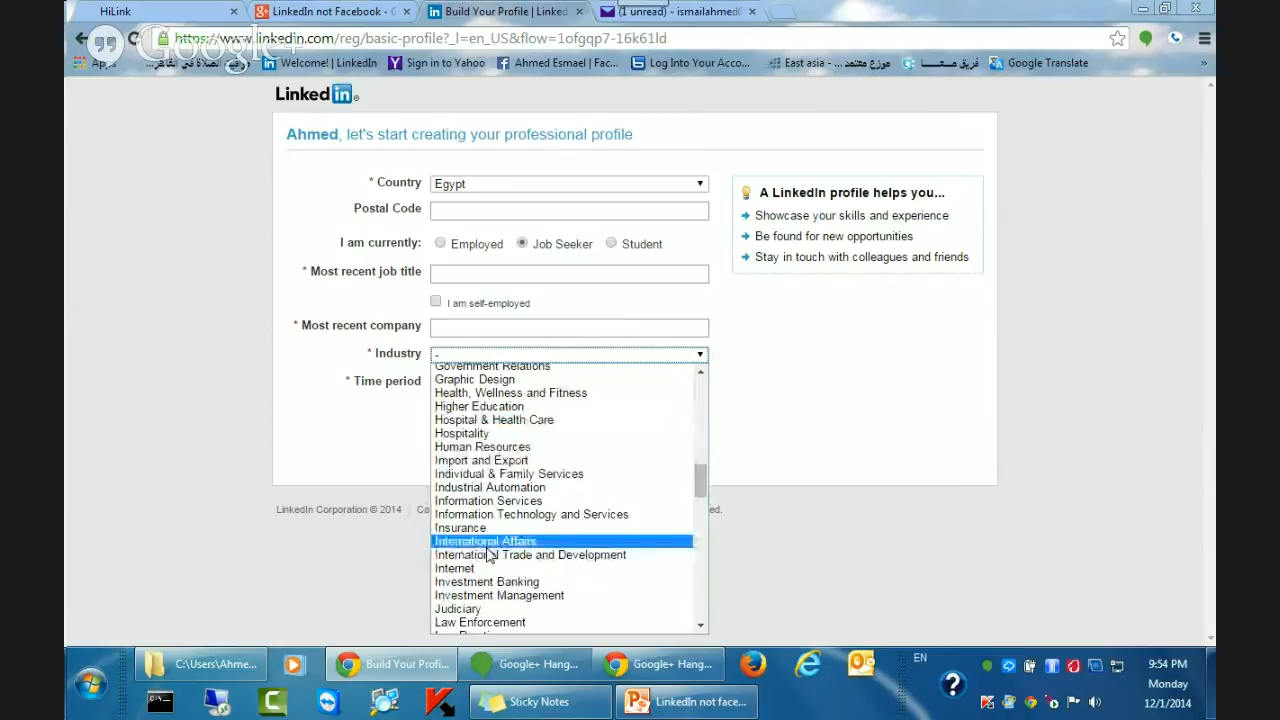 HiLink
LinkedIn not Facebook - G
Build Your Profile | Linked
(1 unread) - ismailahmed
https://www.linkedin.com/reg/basic-profile?_l=en_US&flow=1ofgqp7-16k61ld
Google+
Apps
Welcome! | LinkedIn
Sign in to Yahoo
Ahmed Esmael | Fac...
Log Into Your Acco...
East asia - موزع معتمد ...
Google Translate
LinkedIn
Ahmed, let's start creating your professional profile
* Country
Egypt
Postal Code
I am currently:
Employed
Job Seeker
Student
* Most recent job title
I am self-employed
* Most recent company
* Industry
-
* Time period
Government Relations
Graphic Design
Health, Wellness and Fitness
Higher Education
Hospital & Health Care
Hospitality
Human Resources
Import and Export
Individual & Family Services
Industrial Automation
Information Services
Information Technology and Services
Insurance
International Affairs
International Trade and Development
Internet
Investment Banking
Investment Management
Judiciary
Law Enforcement
A LinkedIn profile helps you...
Showcase your skills and experience
Be found for new opportunities
Stay in touch with colleagues and friends
LinkedIn Corporation © 2014
C:\Users\Ahme...
Build Your Profi...
Google+ Hang...
Google+ Hang...
EN
9:54 PM
Monday
12/1/2014
Sticky Notes
LinkedIn not face...